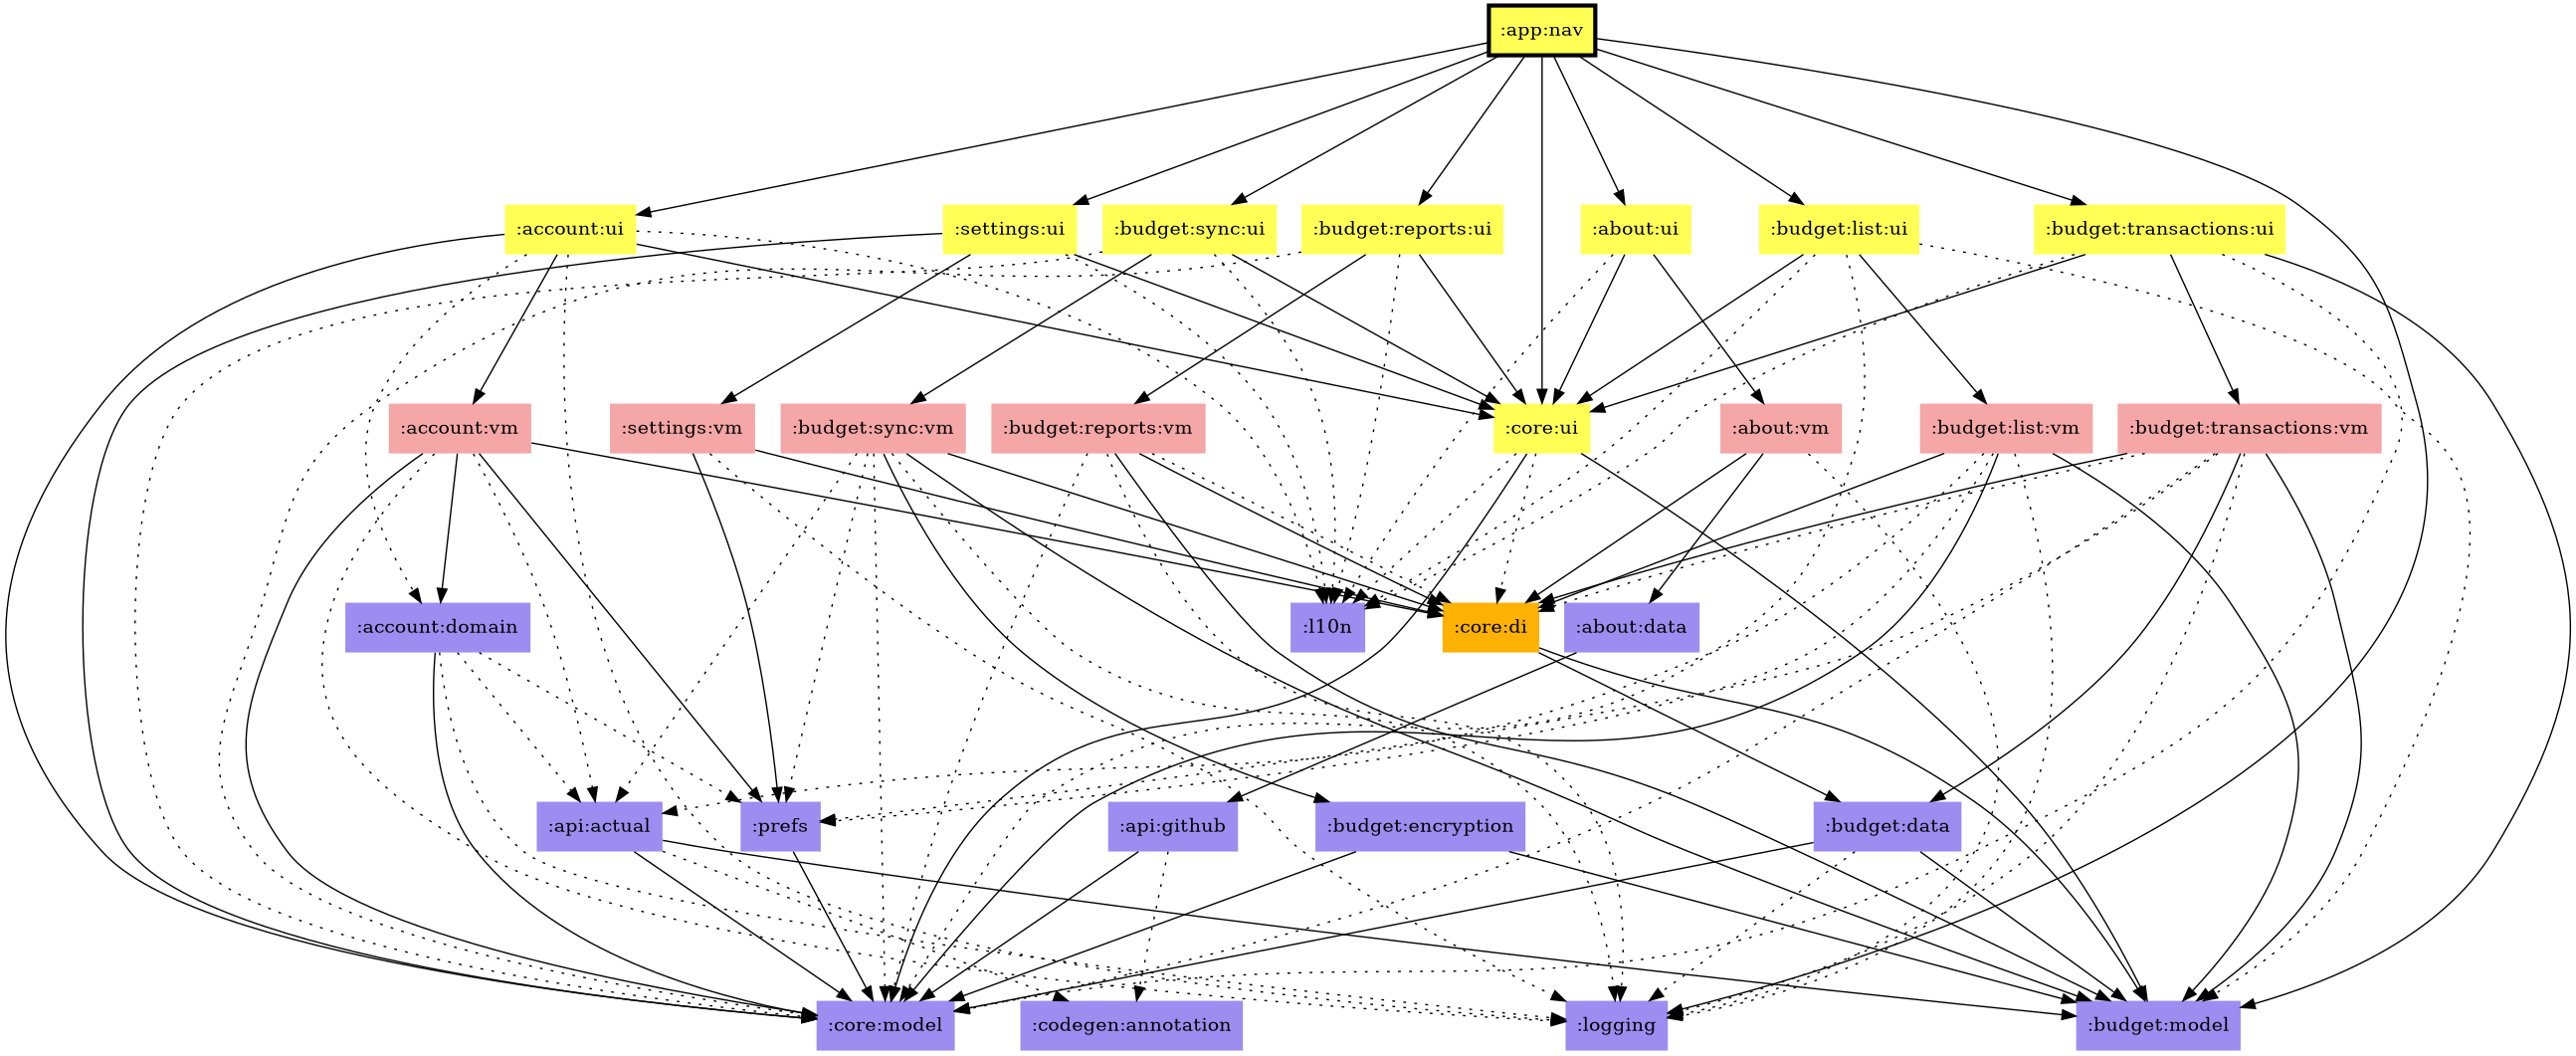 :app:nav
:account:ui
:settings:ui
:budget:sync:ui
:budget:reports:ui
:about:ui
:budget:list:ui
:budget:transactions:ui
:account:vm
:settings:vm
:budget:sync:vm
:budget:reports:vm
:core:ui
:about:vm
:budget:list:vm
:budget:transactions:vm
:account:domain
:l10n
:core:di
:about:data
:api:actual
:prefs
:api:github
:budget:encryption
:budget:data
:core:model
:codegen:annotation
:logging
:budget:model